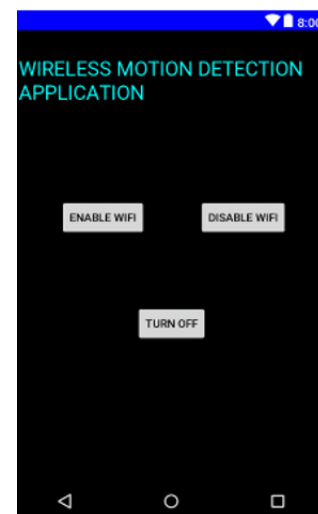 8:00
WIRELESS MOTION DETECTION
APPLICATION
ENABLE WIFI
DISABLE WIFI
TURN OFF